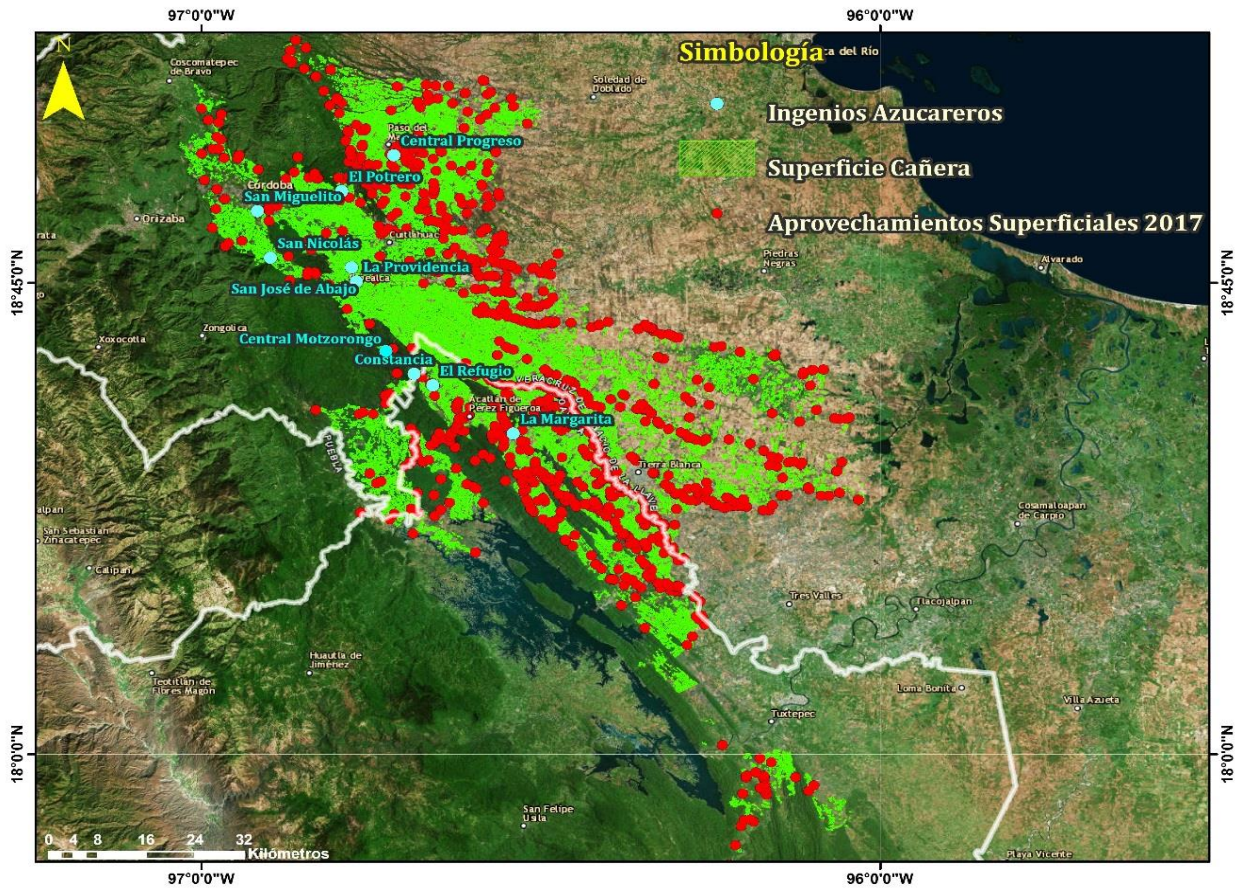 97°0'0"W
96°0'0"W
N
Coscomatepec
de Bravo
Simbología
ca del Río
Soledad de
Doblado
Ingenios Azucareros
Paso del
Central Progreso
Superficie Cañera
El Potrero
Córdoba
San Miguelito
Orizaba
Aprovechamientos Superficiales 2017
Cuitlahuac
San Nicolás
Piedras
Negras
Alvarado
La Providencia
San José de Abajo
18°45'0"N
18°45'0"N
Zongolica
Xoxocotla
Central Motzorongo
Constancia
El Refugio
Acatlán de
Pérez Figueroa
La Margarita
PUEBLA
Tierra Blanca
Cosamaloapan
de Carpio
San Sebastián
Zinacatepec
Calipan
Tres Valles
Tlacojalpan
Huautla de
Jiménez
Teotitlán de
Flores Magón
Loma Bonita
Villa Azueta
Tuxtepec
18°0'0"N
18°0'0"N
San Felipe
Usila
0 4 8 16 24 32
Kilómetros
Playa Vicente
97°0'0"W
96°0'0"W